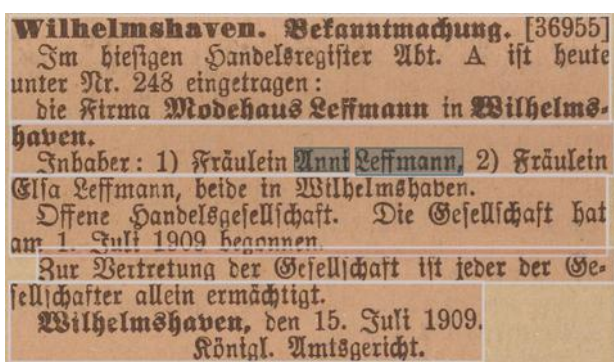 Wilhelmshaven. Bekanntmachung. [36955]
Im hiesigen Handelsregister Abt. A ist heute
unter Nr. 248 eingetragen:
die Firma Modehaus Leffmann in Wilhelms-
haven.
Inhaber: 1) Fräulein Anni Leffmann, 2) Fräulein
Elsa Leffmann, beide in Wilhelmshaven.
Offene Handelsgesellschaft. Die Gesellschaft hat
am 1. Juli 1909 begonnen.
Zur Vertretung der Gesellschaft ist jeder der Ge-
sellschafter allein ermächtigt.
Wilhelmshaven, den 15. Juli 1909.
Königl. Amtsgericht.